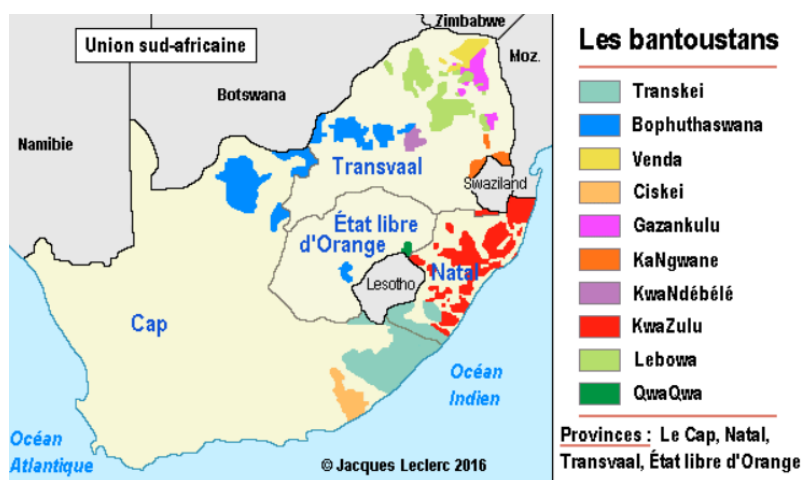 Union sud-africaine
Zimbabwe
Moz.
Botswana
Namibie
Transvaal
Swaziland
État libre
d'Orange
Natal
Lesotho
Cap
Océan
Indien
Océan
Atlantique
© Jacques Leclerc 2016
Les bantoustans
Transkei
Bophuthaswana
Venda
Ciskei
Gazankulu
KaNgwane
KwaNdébélé
KwaZulu
Lebowa
QwaQwa
Provinces : Le Cap, Natal,
Transvaal, État libre d'Orange